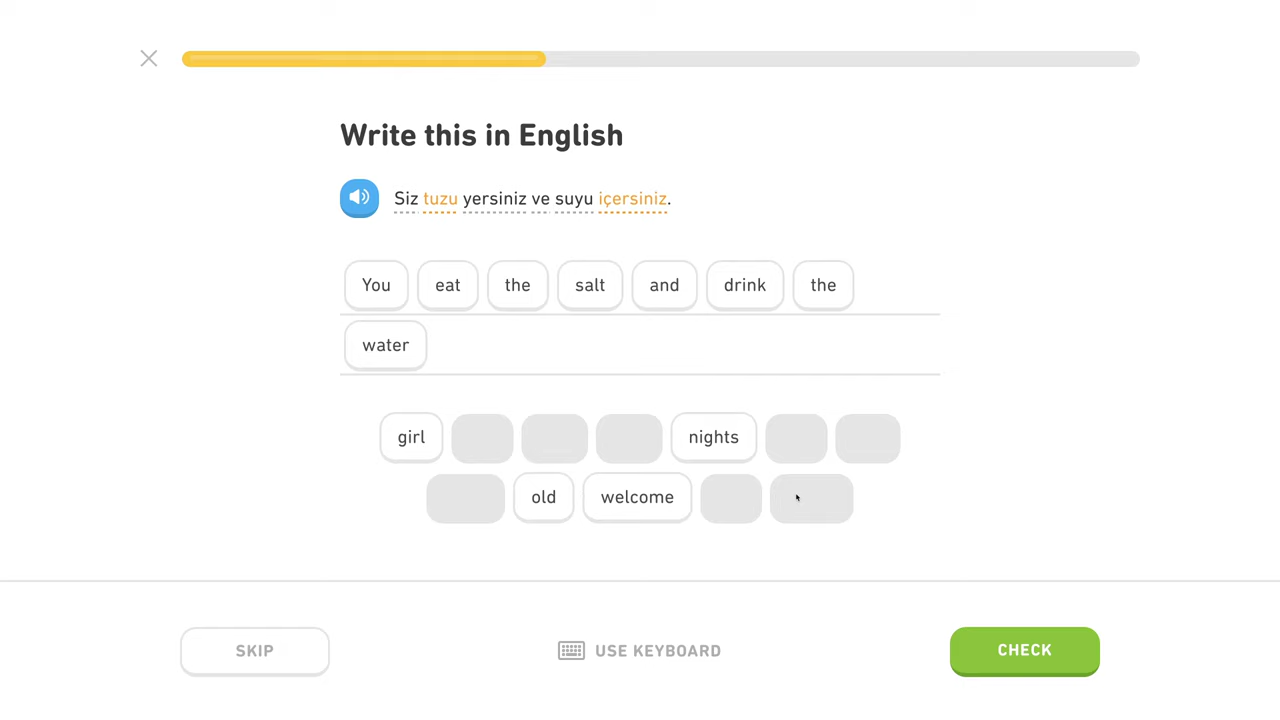 Write this in English
Siz tuzu yersiniz ve suyu içersiniz.
You eat the salt and drink the
water
girl nights
old welcome
SKIP USE KEYBOARD CHECK